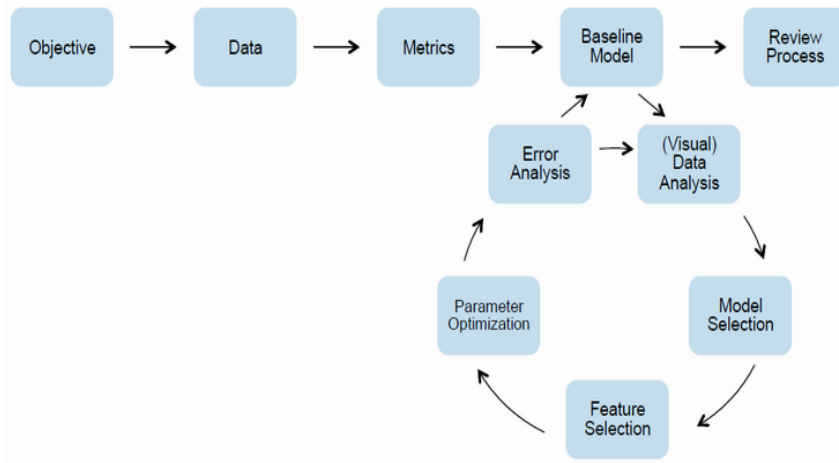 Objective
Data
Metrics
Baseline
Model
Review
Process
Error
Analysis
(Visual)
Data
Analysis
Parameter
Optimization
Model
Selection
Feature
Selection